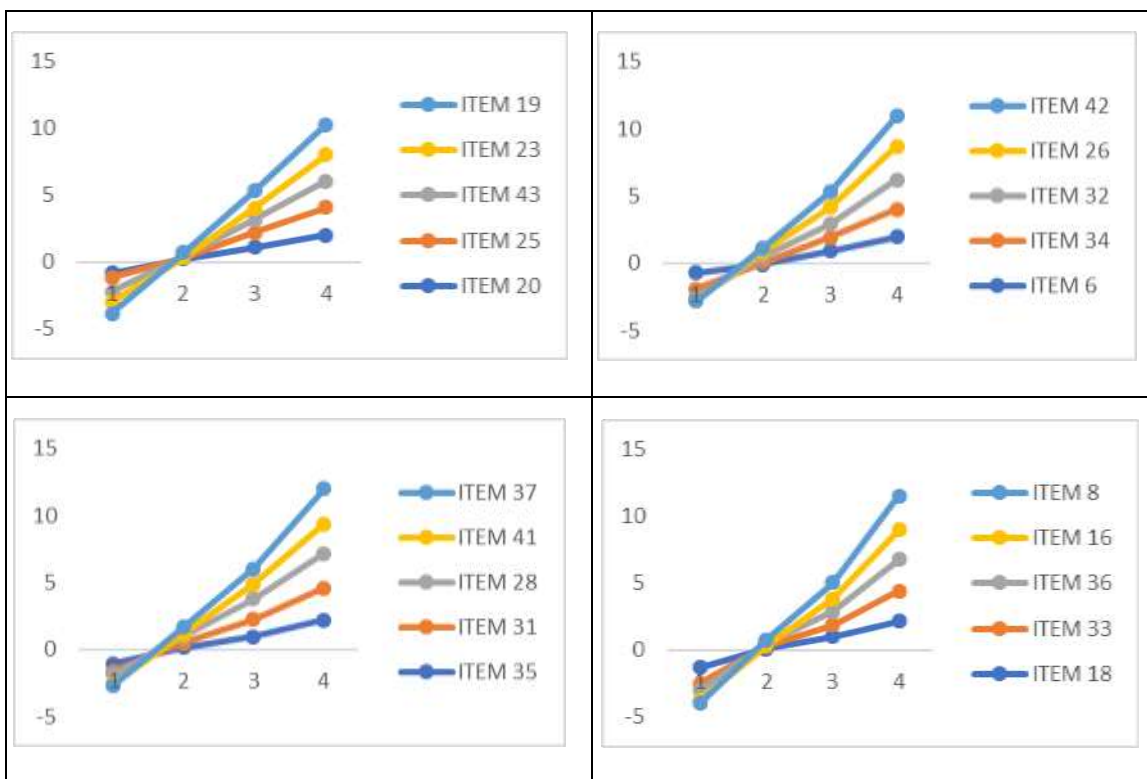 15
10
5
0
-5
1 2 3 4
ITEM 19
ITEM 23
ITEM 43
ITEM 25
ITEM 20
15
10
5
0
-5
1 2 3 4
ITEM 42
ITEM 26
ITEM 32
ITEM 34
ITEM 6
15
10
5
0
-5
1 2 3 4
ITEM 37
ITEM 41
ITEM 28
ITEM 31
ITEM 35
15
10
5
0
-5
1 2 3 4
ITEM 8
ITEM 16
ITEM 36
ITEM 33
ITEM 18